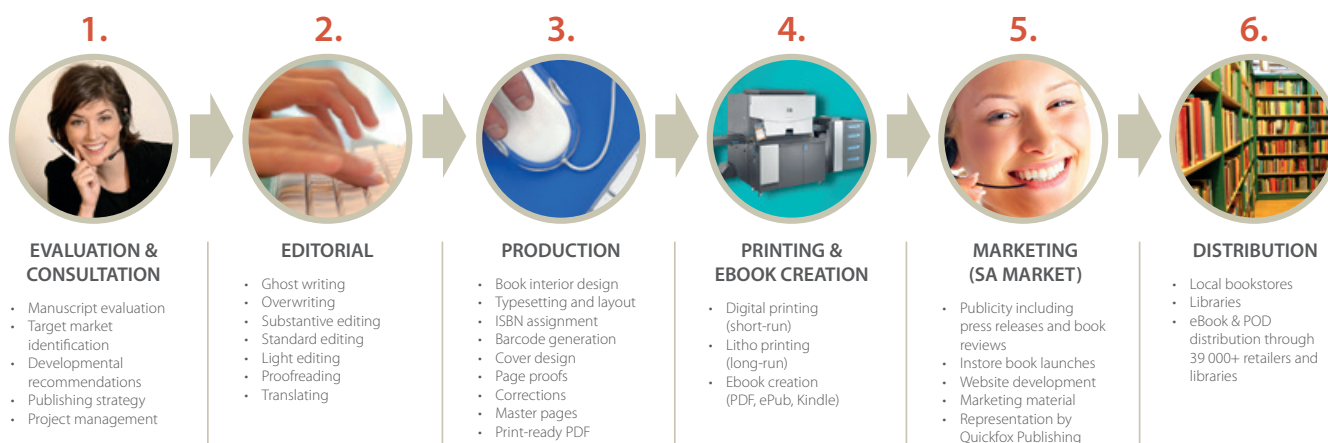 1.
2.
3.
4.
5.
6.
EVALUATION &
CONSULTATION
• Manuscript evaluation
• Target market
identification
• Developmental
recommendations
• Publishing strategy
• Project management
EDITORIAL
• Ghost writing
• Overwriting
• Substantive editing
• Standard editing
• Light editing
• Proofreading
• Translating
PRODUCTION
• Book interior design
• Typesetting and layout
• ISBN assignment
• Barcode generation
• Cover design
• Page proofs
• Corrections
• Master pages
• Print-ready PDF
PRINTING &
EBOOK CREATION
• Digital printing
(short-run)
• Litho printing
(long-run)
• Ebook creation
(PDF, ePub, Kindle)
MARKETING
(SA MARKET)
• Publicity including
press releases and book
reviews
• Instore book launches
• Website development
• Marketing material
• Representation by
Quickfox Publishing
DISTRIBUTION
• Local bookstores
• Libraries
• eBook & POD
distribution through
39 000+ retailers and
libraries